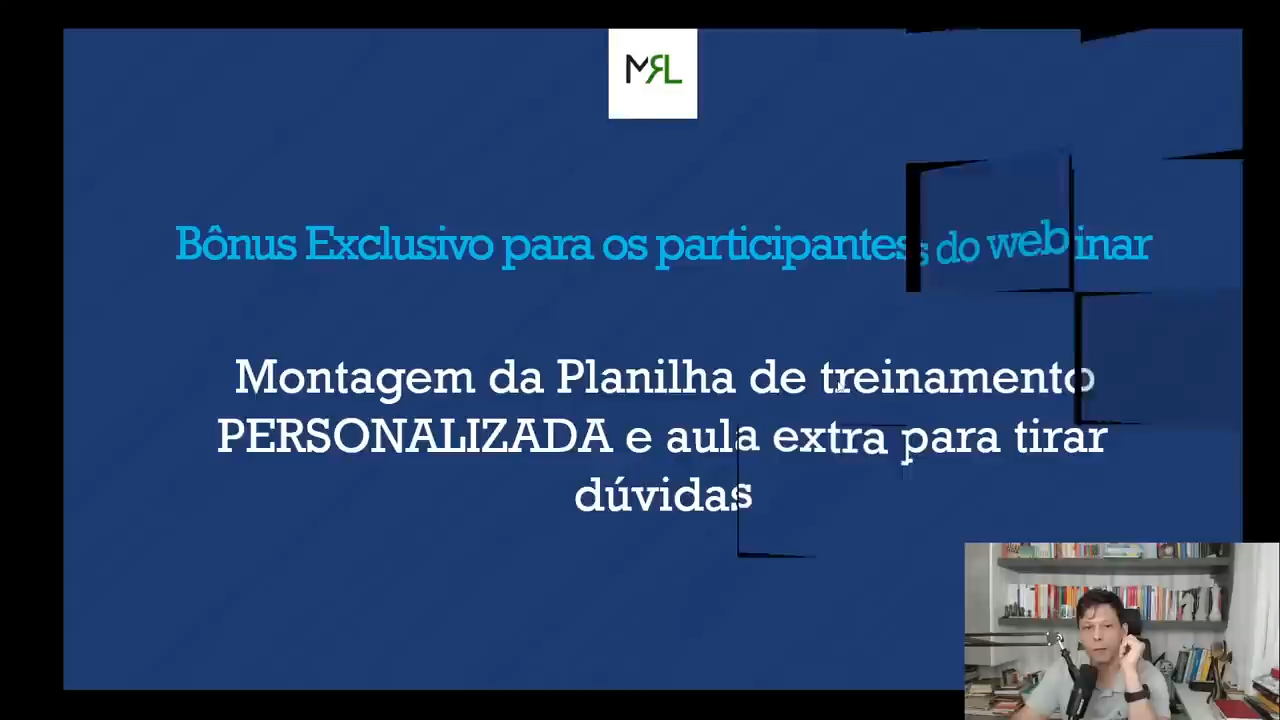 MRL
Bônus Exclusivo para os participantes do webinar
Montagem da Planilha de treinamento
PERSONALIZADA e aula extra para tirar
dúvidas